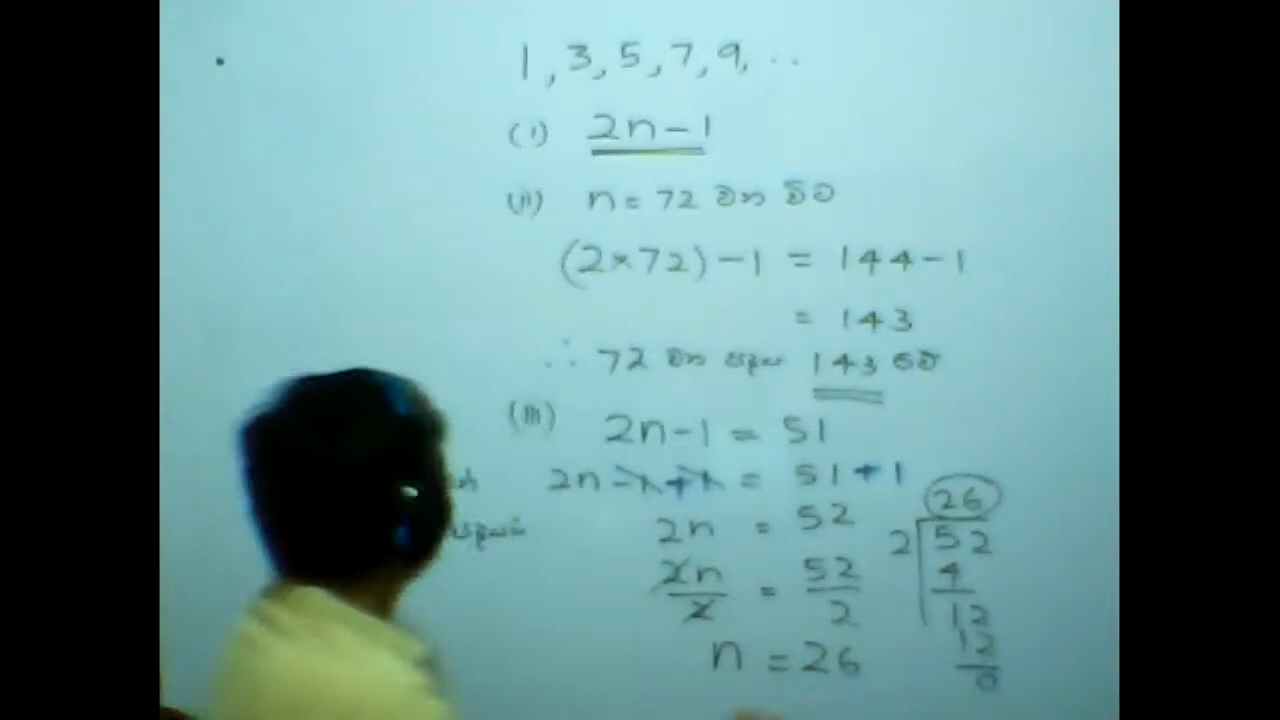 1, 3, 5, 7, 9, ..
(i) 2n - 1
(ii) n = 72 වන විට
(2×72) - 1 = 144 - 1
= 143
∴ 72 වන පදය 143 වේ
(iii) 2n - 1 = 51
2n - 1 + 1 = 51 + 1
2n = 52
2n/2 = 52/2
n = 26
26
2 52
4
12
12
0